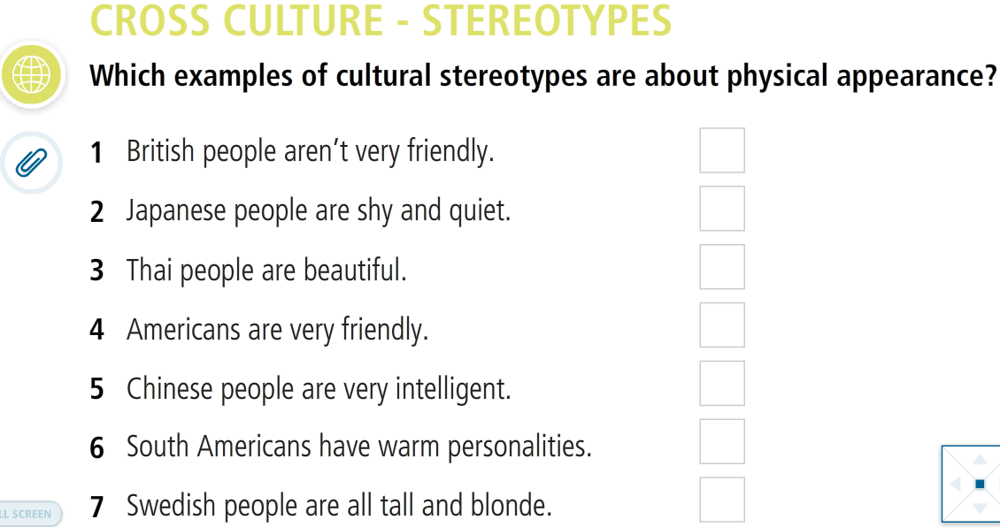 CROSS CULTURE - STEREOTYPES
Which examples of cultural stereotypes are about physical appearance?
1 British people aren't very friendly.
2 Japanese people are shy and quiet.
3 Thai people are beautiful.
4 Americans are very friendly.
5 Chinese people are very intelligent.
6 South Americans have warm personalities.
7 Swedish people are all tall and blonde.
LL SCREEN